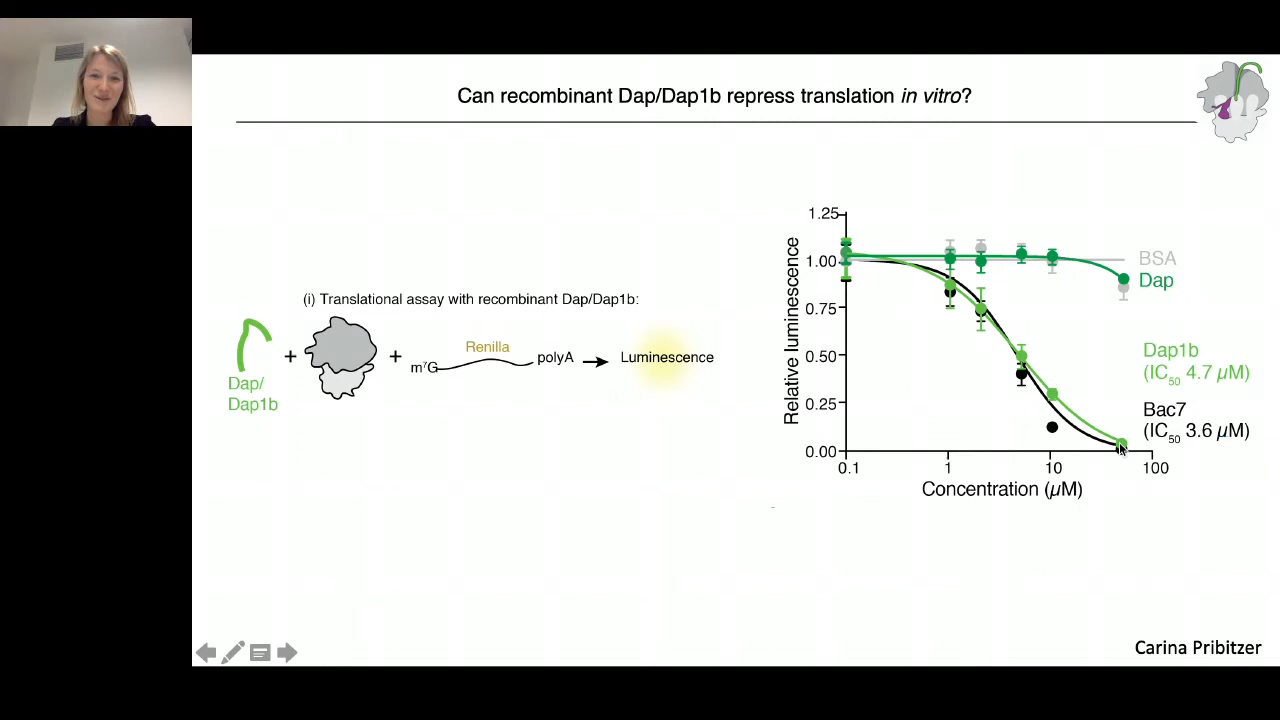 Can recombinant Dap/Dap1b repress translation in vitro?
(i) Translational assay with recombinant Dap/Dap1b:
Dap/
Dap1b
+
+
m⁷G
Renilla
polyA
Luminescence
Relative luminescence
1.25
1.00
0.75
0.50
0.25
0.00
0.1
1
10
100
Concentration (µM)
BSA
Dap
Dap1b
(IC₅₀ 4.7 µM)
Bac7
(IC₅₀ 3.6 µM)
Carina Pribitzer